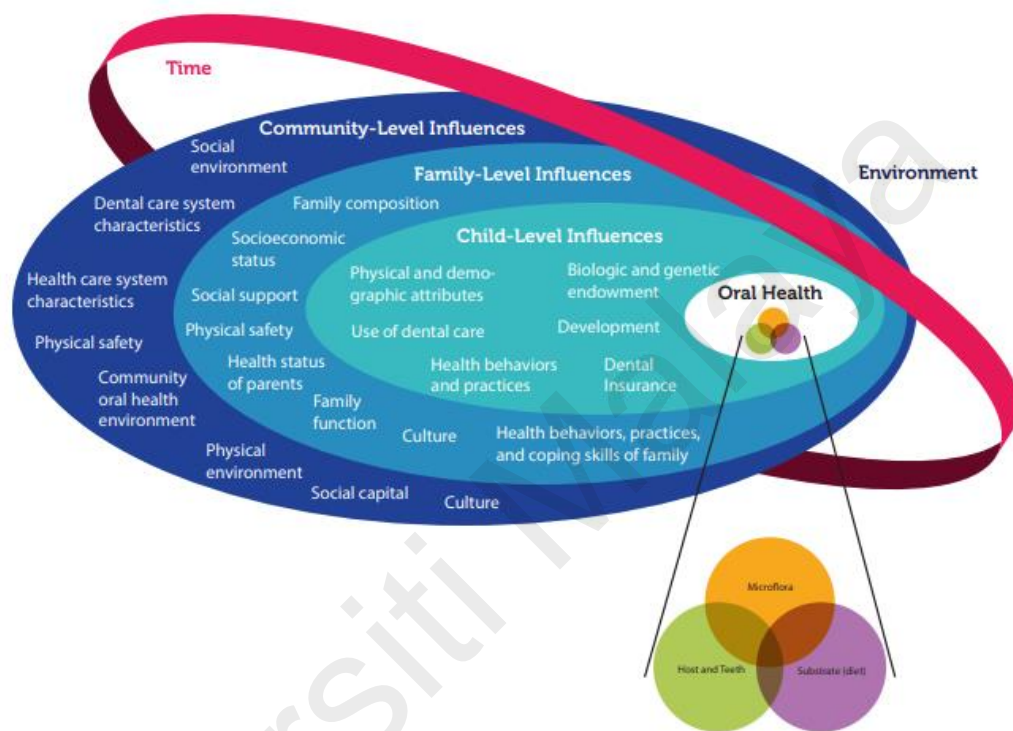 Time
Community-Level Influences
Social
environment
Environment
Family-Level Influences
Dental care system
characteristics
Family composition
Child-Level Influences
Socioeconomic
status
Physical and demo-
graphic attributes
Biologic and genetic
endowment
Health care system
characteristics
Social support
Oral Health
Physical safety
Physical safety
Use of dental care
Development
Health status
of parents
Health behaviors
and practices
Dental
Insurance
Community
oral health
environment
Family
function
Culture
Health behaviors, practices,
and coping skills of family
Physical
environment
Social capital
Culture
Microflora
Host and Teeth
Substrate (diet)
rsiti Malaya